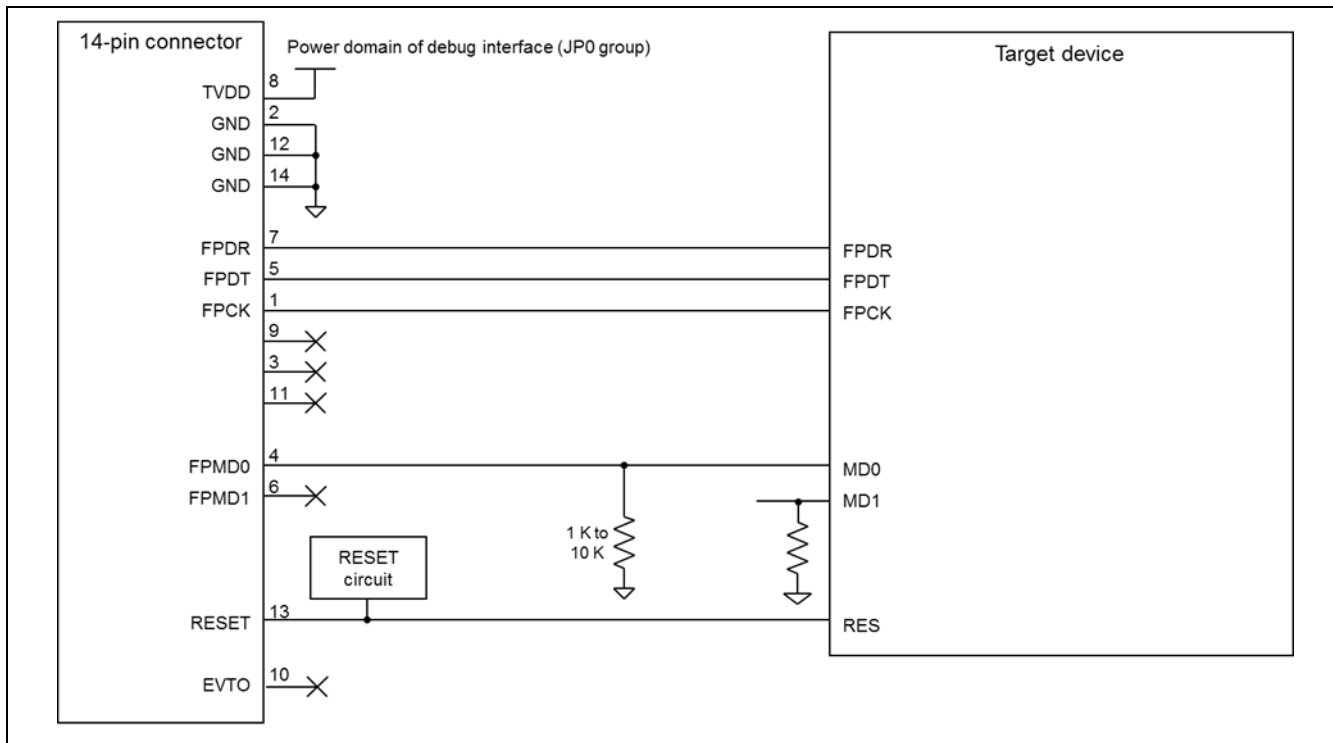 14-pin connector
Power domain of debug interface (JP0 group)
Target device
TVDD 8
GND 2
GND 12
GND 14
FPDR 7 FPDR
FPDT 5 FPDT
FPCK 1 FPCK
9
3
11
FPMD0 4 MD0
FPMD1 6 MD1
1 K to
10 K
RESET
circuit
RESET 13 RES
EVTO 10